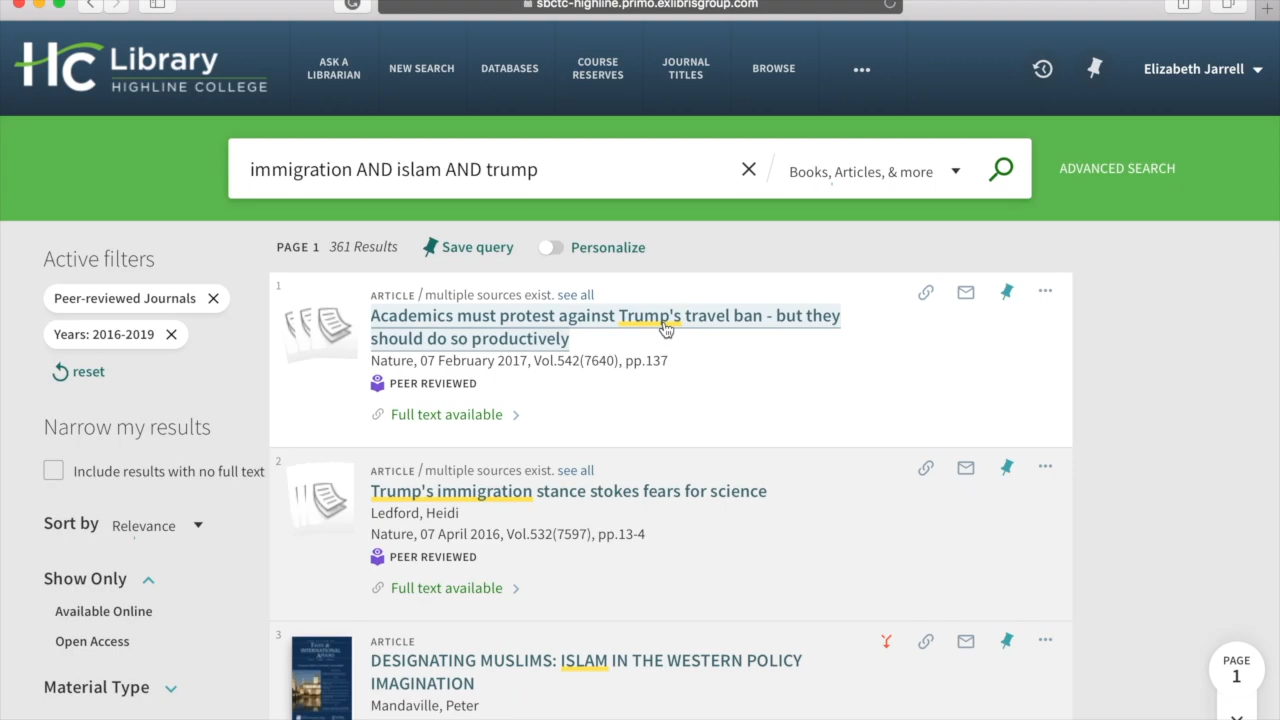 sbctc-highline.primo.exlibrisgroup.com
HC Library
HIGHLINE COLLEGE
ASK A
LIBRARIAN
NEW SEARCH
DATABASES
COURSE
RESERVES
JOURNAL
TITLES
BROWSE
Elizabeth Jarrell
immigration AND islam AND trump
Books, Articles, & more
ADVANCED SEARCH
Active filters
Peer-reviewed Journals
Years: 2016-2019
reset
Narrow my results
Include results with no full text
Sort by Relevance
Show Only
Available Online
Open Access
Material Type
PAGE 1 361 Results Save query Personalize
1
ARTICLE / multiple sources exist. see all
Academics must protest against Trump's travel ban - but they
should do so productively
Nature, 07 February 2017, Vol.542(7640), pp.137
PEER REVIEWED
Full text available
2
ARTICLE / multiple sources exist. see all
Trump's immigration stance stokes fears for science
Ledford, Heidi
Nature, 07 April 2016, Vol.532(7597), pp.13-4
PEER REVIEWED
Full text available
3
ARTICLE
DESIGNATING MUSLIMS: ISLAM IN THE WESTERN POLICY
IMAGINATION
Mandaville, Peter
PAGE
1